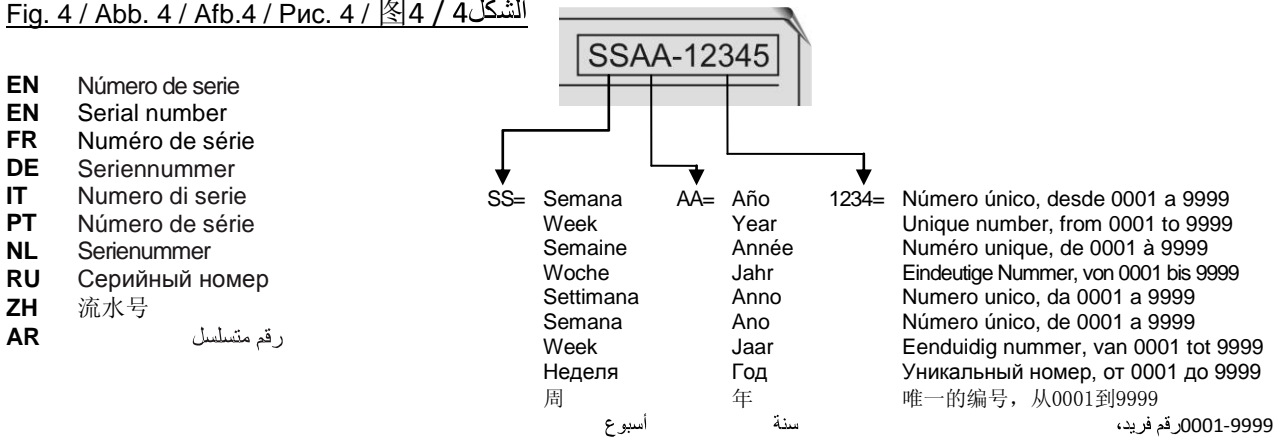 Fig. 4 / Abb. 4 / Afb.4 / Рис. 4 / 图4 / الشكل4
SSAA-12345
EN Número de serie
EN Serial number
FR Numéro de série
DE Seriennummer
IT Numero di serie
PT Número de série
NL Serienummer
RU Серийный номер
ZH 流水号
AR رقم متسلسل
SS= Semana AA= Año 1234= Número único, desde 0001 a 9999
Week Year Unique number, from 0001 to 9999
Semaine Année Numéro unique, de 0001 à 9999
Woche Jahr Eindeutige Nummer, von 0001 bis 9999
Settimana Anno Numero unico, da 0001 a 9999
Semana Ano Número único, de 0001 a 9999
Week Jaar Eenduidig nummer, van 0001 tot 9999
Неделя Год Уникальный номер, от 0001 до 9999
周 年 唯一的编号，从0001到9999
أسبوع سنة رقم فريد، 0001-9999